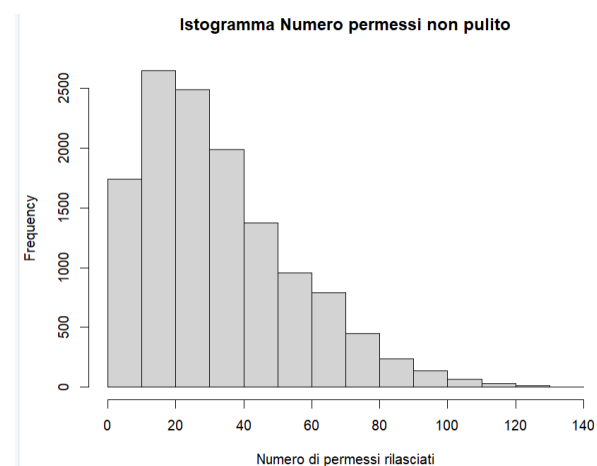 Istogramma Numero permessi non pulito
Frequency
2500
2000
1500
1000
500
0
0 20 40 60 80 100 120 140
Numero di permessi rilasciati